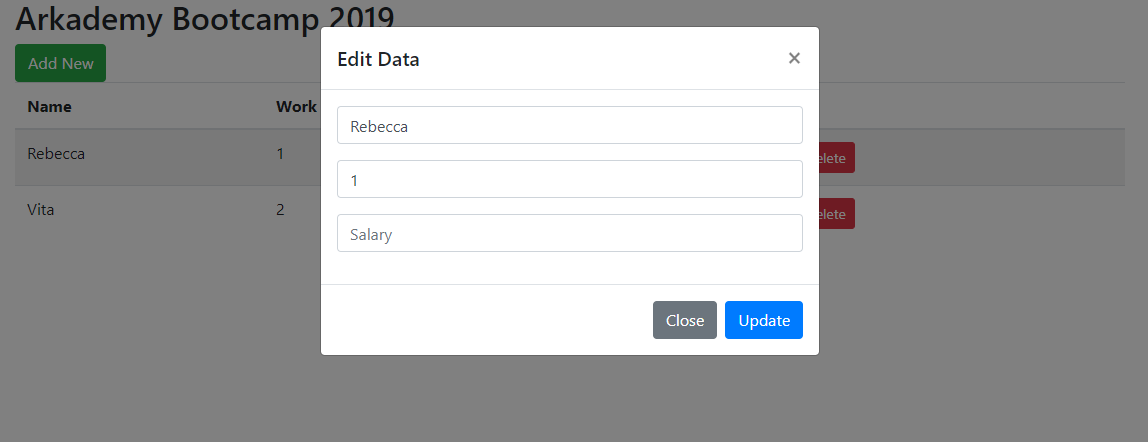 Arkademy Bootcamp 2019
Add New
Edit Data ×
Name Work
Rebecca
Rebecca 1 elete
1
Vita 2 elete
Salary
Close Update